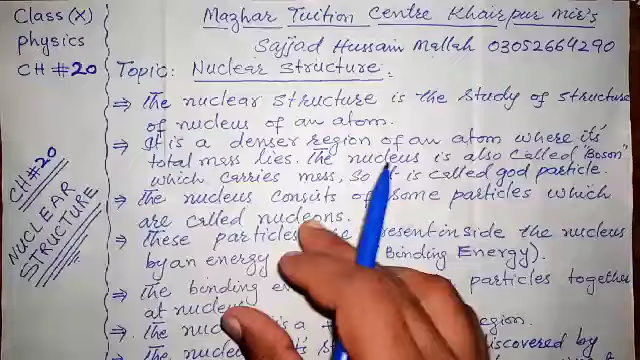 Class (X)
physics
CH #20
Mazhar Tuition Centre Khairpur Mir's
Sajjad Hussain Mallah 03052664290
Topic: Nuclear Structure.
⇒ The nuclear structure is the study of structure
of nucleus of an atom.
⇒ It is a denser region of an atom where its'
total mass lies. The nucleus is also called "Boson"
which carries mass, So it is called god particle.
⇒ The nucleus consists of some particles which
are called nucleons.
⇒ These particles present inside the nucleus
by an energy Binding Energy).
⇒ The binding particles together
at nucleus
⇒ The region.
discovered by
⇒ The
CH #20
NUCLEAR
STRUCTURE